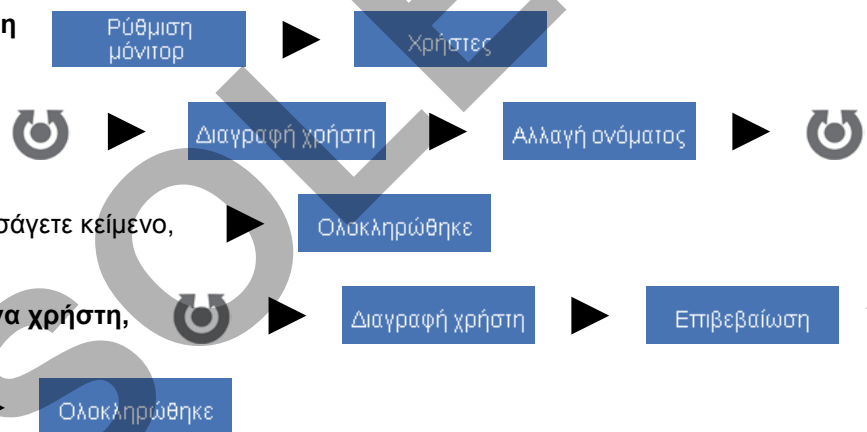 η Ρύθμιση μόνιτορ Χρήστες
Διαγραφή χρήστη Αλλαγή ονόματος
σάγετε κείμενο, Ολοκληρώθηκε
να χρήστη, Διαγραφή χρήστη Επιβεβαίωση
Ολοκληρώθηκε